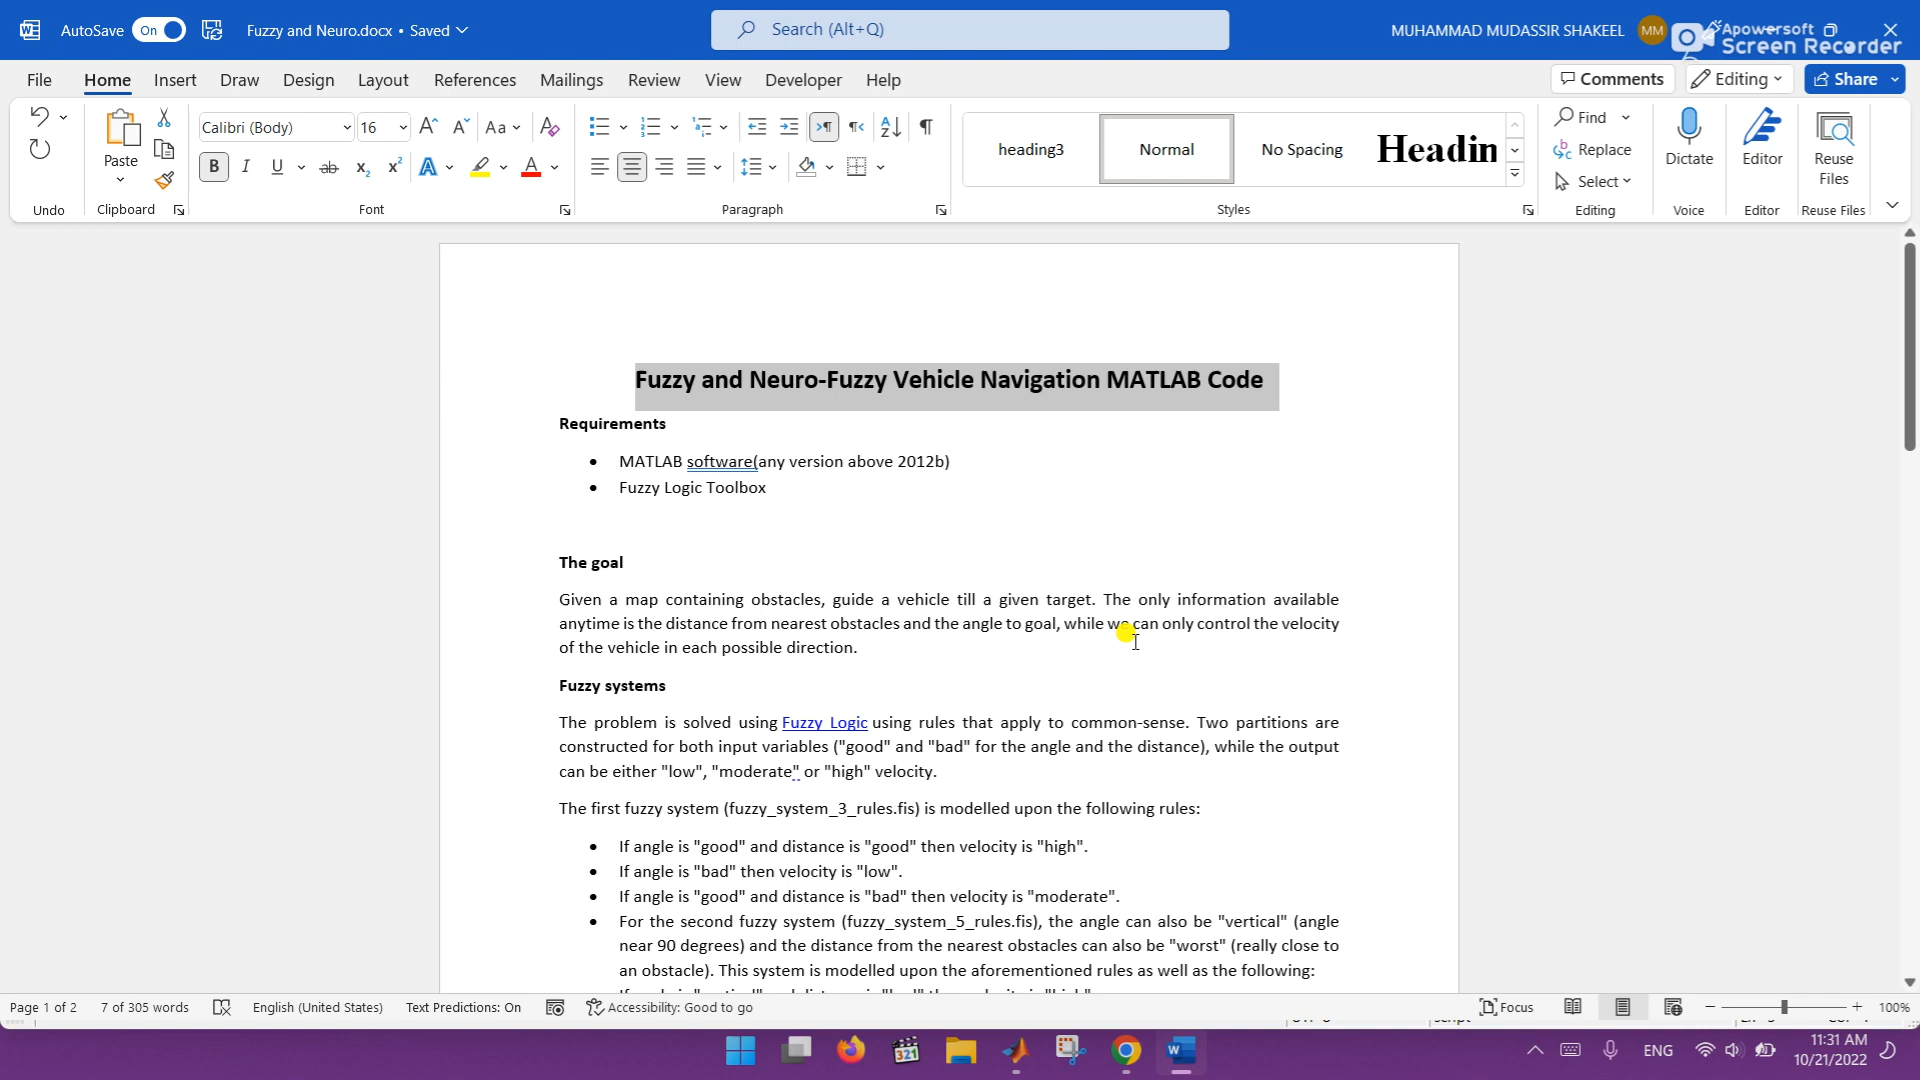 AutoSave On Fuzzy and Neuro.docx • Saved Search (Alt+Q) MUHAMMAD MUDASSIR SHAKEEL MM Apowersoft
Screen Recorder
File Home Insert Draw Design Layout References Mailings Review View Developer Help Comments Editing Share
Paste Calibri (Body) 16 heading3 Normal No Spacing Headin Find Replace Select Dictate Editor Reuse
Files
Undo Clipboard Font Paragraph Styles Editing Voice Editor Reuse Files
Fuzzy and Neuro-Fuzzy Vehicle Navigation MATLAB Code
Requirements
• MATLAB software(any version above 2012b)
• Fuzzy Logic Toolbox
The goal
Given a map containing obstacles, guide a vehicle till a given target. The only information available
anytime is the distance from nearest obstacles and the angle to goal, while we can only control the velocity
of the vehicle in each possible direction.
Fuzzy systems
The problem is solved using Fuzzy Logic using rules that apply to common-sense. Two partitions are
constructed for both input variables ("good" and "bad" for the angle and the distance), while the output
can be either "low", "moderate" or "high" velocity.
The first fuzzy system (fuzzy_system_3_rules.fis) is modelled upon the following rules:
• If angle is "good" and distance is "good" then velocity is "high".
• If angle is "bad" then velocity is "low".
• If angle is "good" and distance is "bad" then velocity is "moderate".
• For the second fuzzy system (fuzzy_system_5_rules.fis), the angle can also be "vertical" (angle
near 90 degrees) and the distance from the nearest obstacles can also be "worst" (really close to
an obstacle). This system is modelled upon the aforementioned rules as well as the following:
Page 1 of 2 7 of 305 words English (United States) Text Predictions: On Accessibility: Good to go Focus 100%
ENG 11:31 AM
10/21/2022